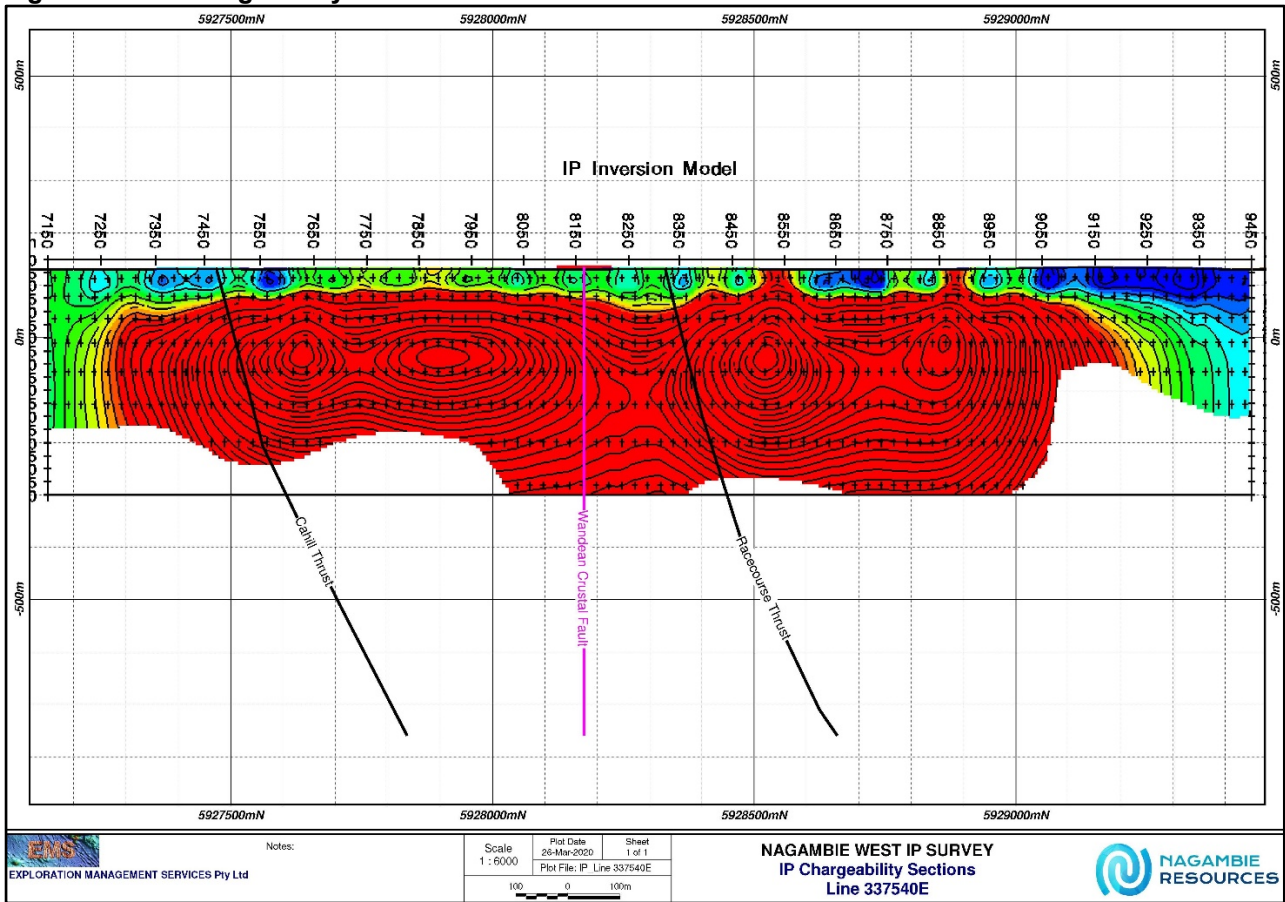 5927500mN 5928000mN 5928500mN 5929000mN
500m 500m
IP Inversion Model
7150 7250 7350 7450 7550 7650 7750 7850 7950 8050 8150 8250 8350 8450 8550 8650 8750 8850 8950 9050 9150 9250 9350 9450
0m 0m
Cahill Thrust
Wandean Crustal Fault
Racecourse Thrust
-500m -500m
5927500mN 5928000mN 5928500mN 5929000mN
EMS
EXPLORATION MANAGEMENT SERVICES Pty Ltd
Notes:
Scale
1 : 6000
Plot Date
26-Mar-2020
Sheet
1 of 1
Plot File: IP_Line 337540E
100 0 100m
NAGAMBIE WEST IP SURVEY
IP Chargeability Sections
Line 337540E
NAGAMBIE
RESOURCES